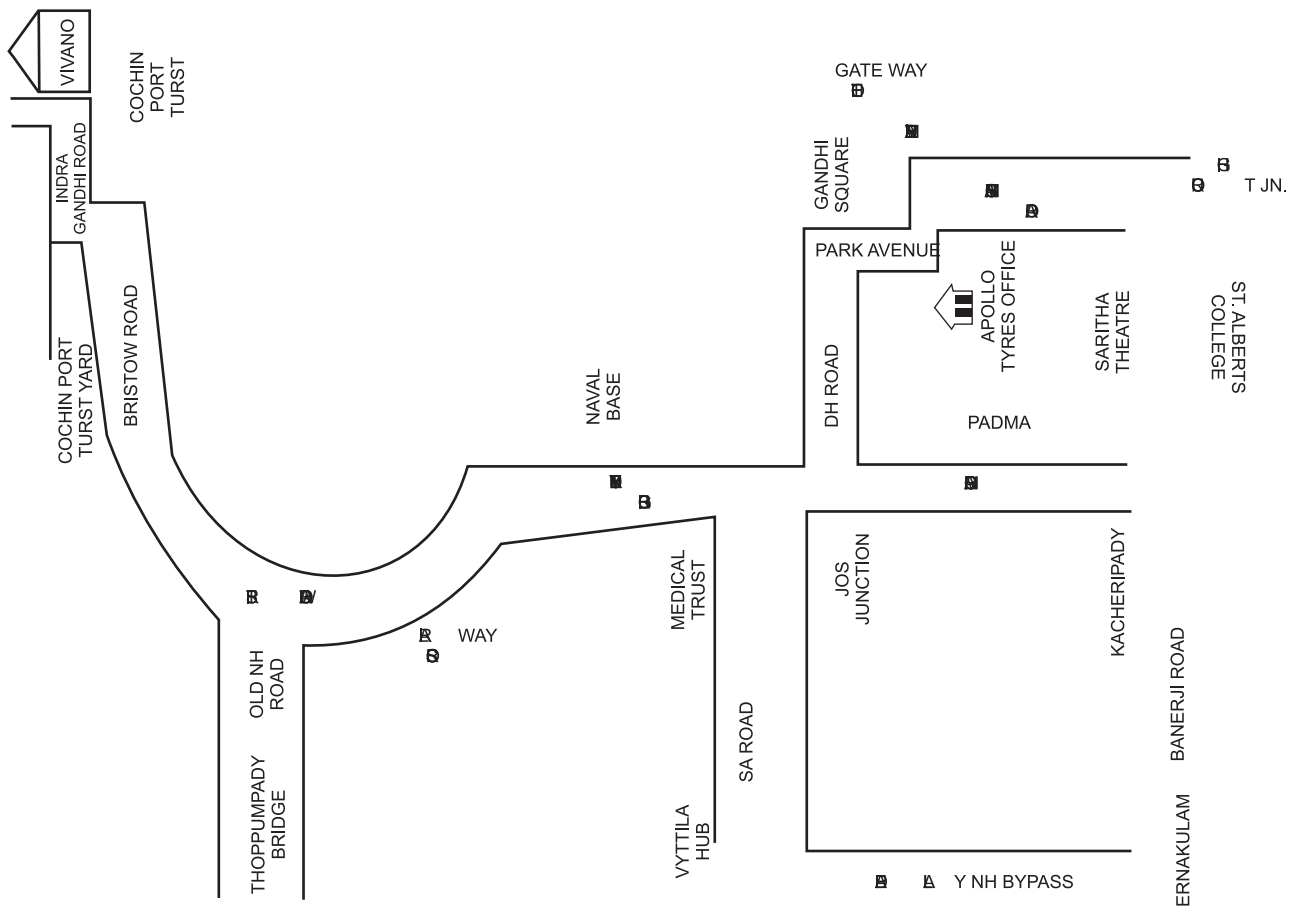 VIVANO
COCHIN
PORT
TURST
INDRA
GANDHI ROAD
BRISTOW ROAD
COCHIN PORT
TURST YARD
GATE WAY
GANDHI
SQUARE
T JN.
PARK AVENUE
APOLLO
TYRES OFFICE
SARITHA
THEATRE
ST. ALBERTS
COLLEGE
DH ROAD
PADMA
NAVAL
BASE
WAY
OLD NH
ROAD
THOPPUMPADY
BRIDGE
MEDICAL
TRUST
SA ROAD
VYTTILA
HUB
JOS
JUNCTION
KACHERIPADY
BANERJI ROAD
ERNAKULAM
Y NH BYPASS